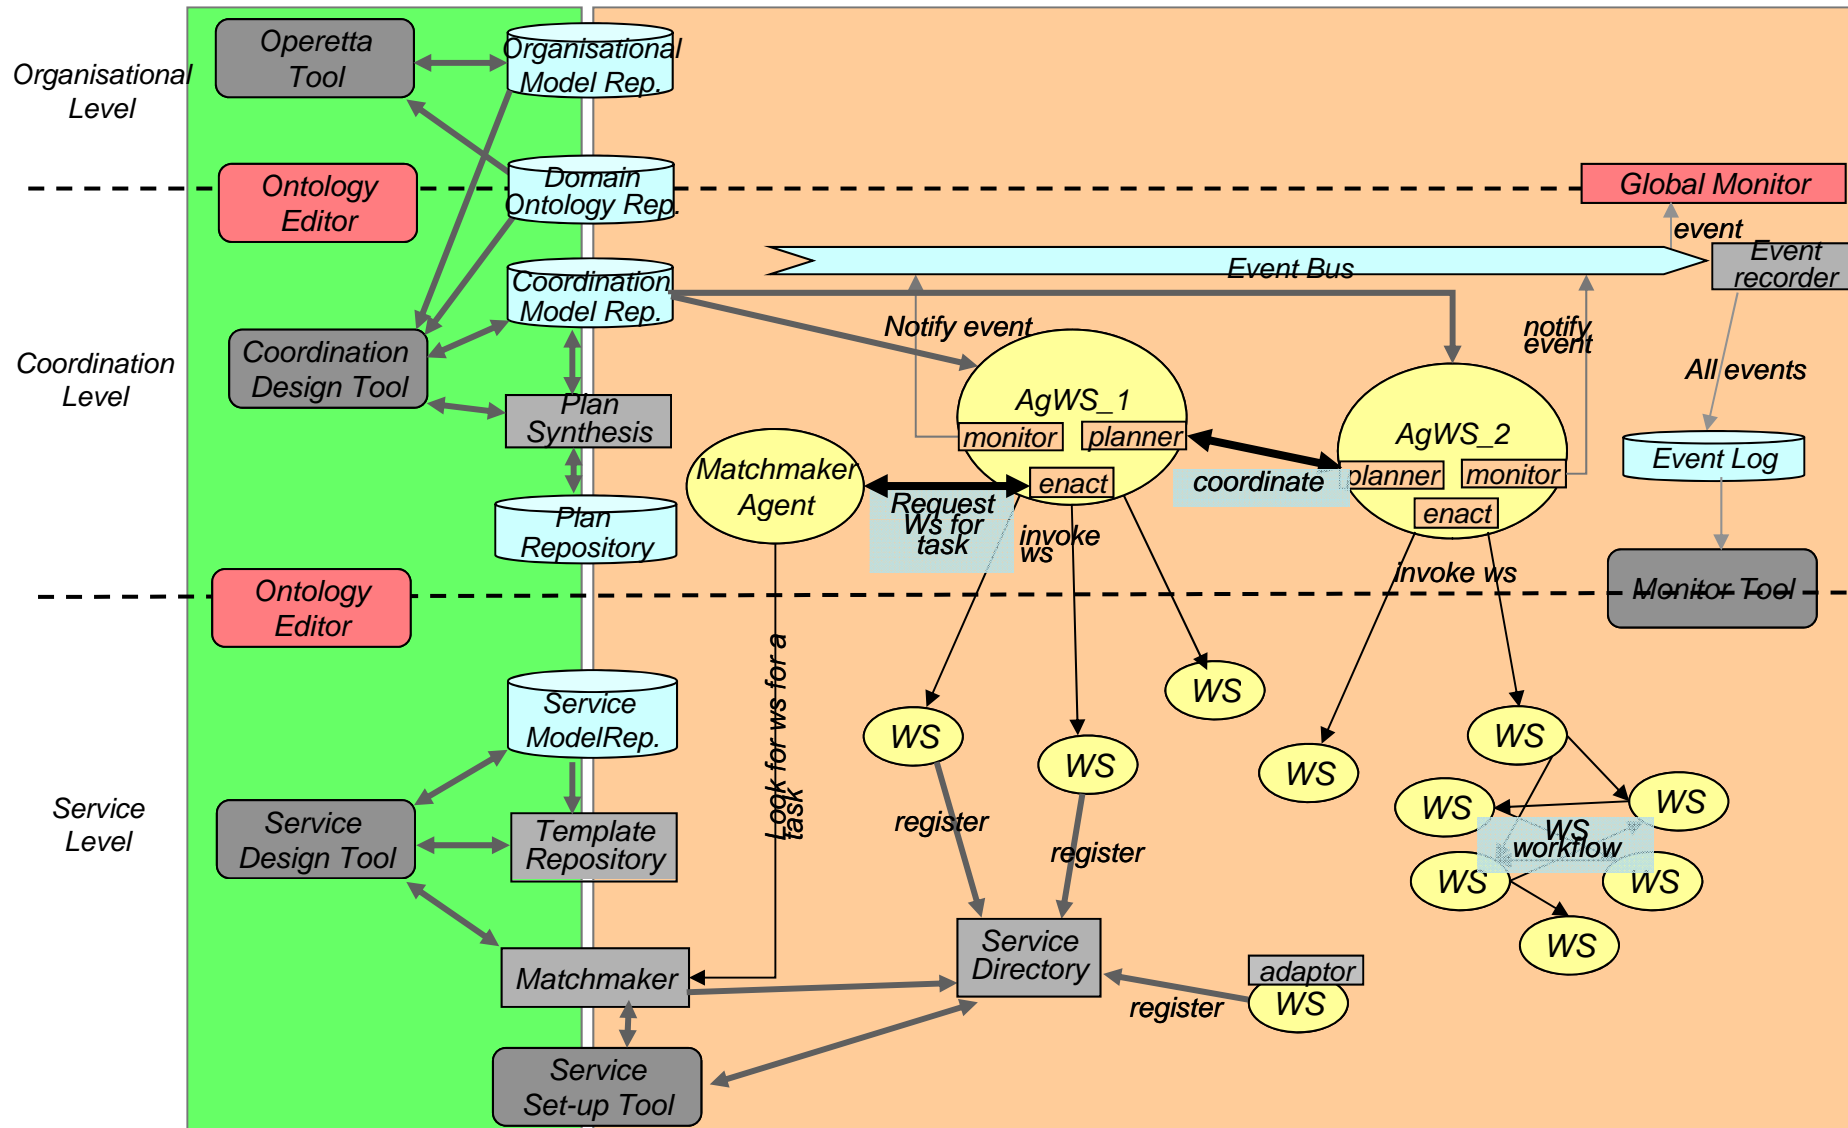 Organisational
Level
Operetta
Tool
Organisational
Model Rep.
Ontology
Editor
Domain
Ontology Rep.
Global Monitor
event
Event Bus
Event
recorder
Coordination
Model Rep.
Coordination
Level
Coordination
Design Tool
Notify event
notify
event
All events
Plan
Synthesis
AgWS_1
monitor
planner
enact
AgWS_2
planner
monitor
enact
coordinate
Event Log
Matchmaker
Agent
Request
Ws for
task
invoke
ws
invoke ws
Plan
Repository
Monitor Tool
Ontology
Editor
Look for ws for a
task
Service
Level
Service
ModelRep.
Service
Design Tool
Template
Repository
WS
WS
WS
WS
WS
WS
WS
WS
workflow
WS
WS
WS
register
register
Service
Directory
Matchmaker
adaptor
WS
register
Service
Set-up Tool